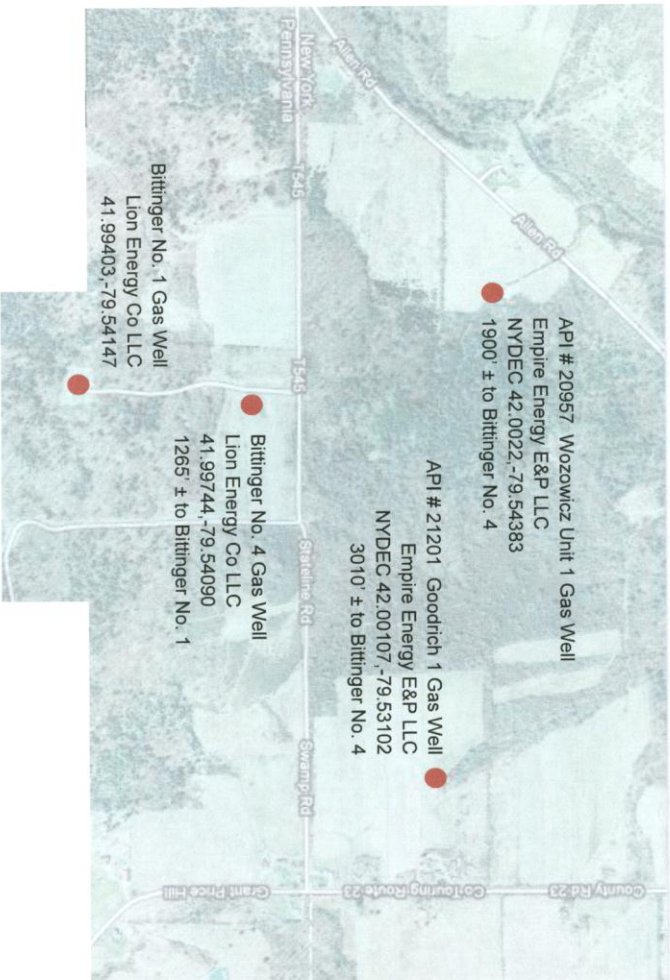 API # 20957 Wozowicz Unit 1 Gas Well
Empire Energy E&P LLC
NYDEC 42.0022,-79.54383
1900' ± to Bittinger No. 4
API # 21201 Goodrich 1 Gas Well
Empire Energy E&P LLC
NYDEC 42.00107,-79.53102
3010' ± to Bittinger No. 4
Bittinger No. 4 Gas Well
Lion Energy Co LLC
41.99744,-79.54090
1265' ± to Bittinger No. 1
Bittinger No. 1 Gas Well
Lion Energy Co LLC
41.99403,-79.54147
Allen Rd
Allen Rd
New York
Pennsylvania
T545
T545
Stateline Rd
Swamp Rd
County Rd 23
Co Touring Route 23
Grant Price Hill